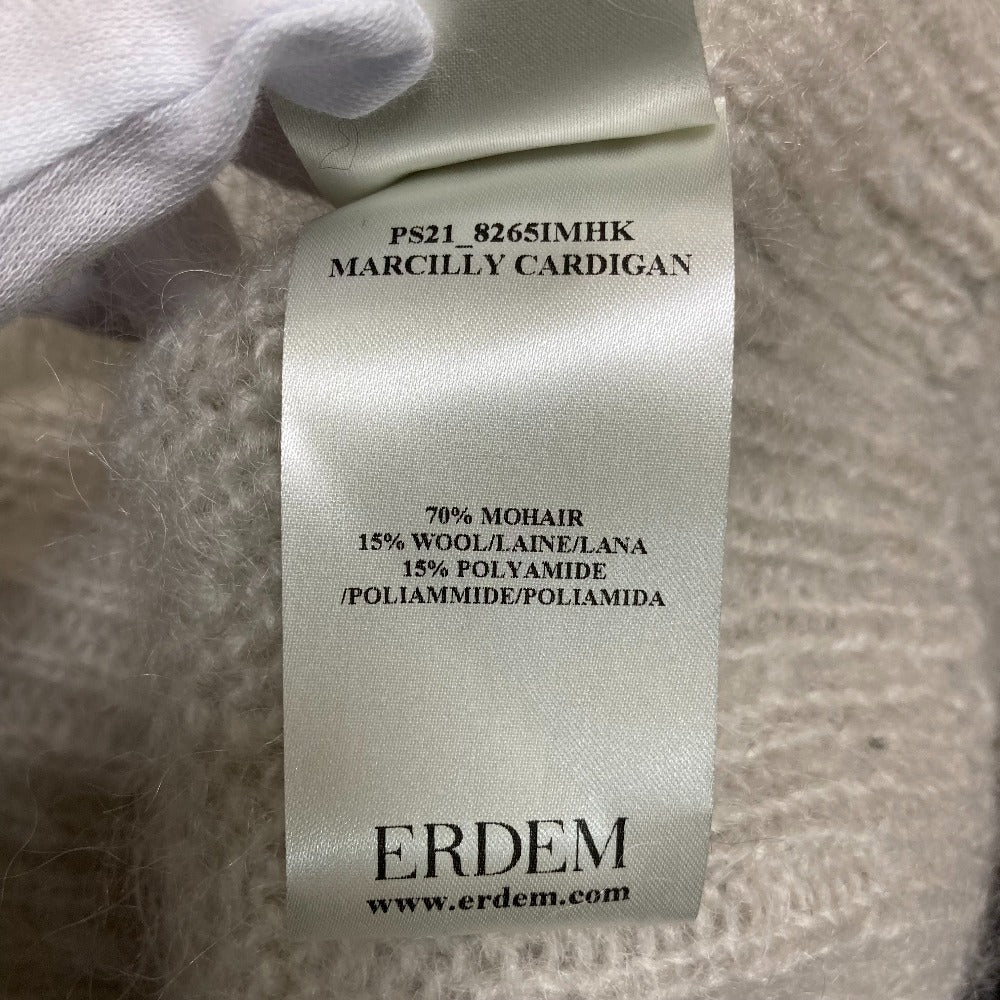 PS21_8265IMHK
MARCILLY CARDIGAN
70% MOHAIR
15% WOOL/LAINE/LANA
15% POLYAMIDE
/POLIAMMIDE/POLIAMIDA
ERDEM
www.erdem.com